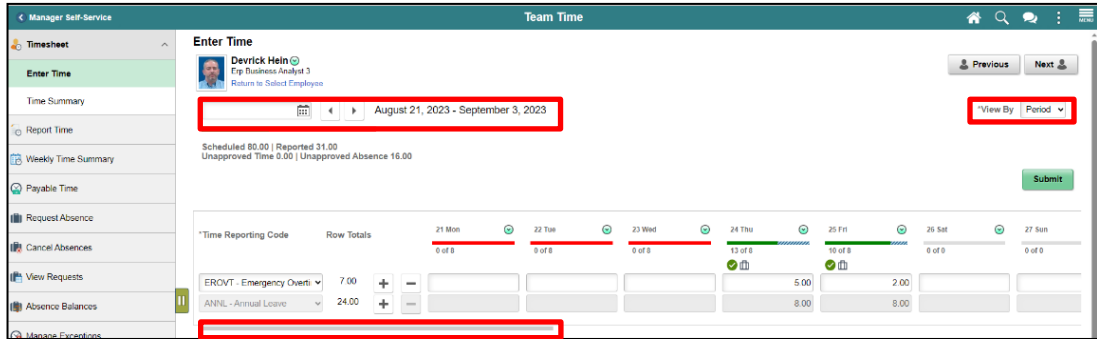 Manager Self-Service
Team Time
MENU
Timesheet
Enter Time
Time Summary
Report Time
Weekly Time Summary
Payable Time
Request Absence
Cancel Absences
View Requests
Absence Balances
Manage Exceptions
Enter Time
Devrick Hein
Erp Business Analyst 3
Return to Select Employee
Previous
Next
August 21, 2023 - September 3, 2023
*View By Period
Scheduled 80.00 | Reported 31.00
Unapproved Time 0.00 | Unapproved Absence 16.00
Submit
*Time Reporting Code Row Totals 21 Mon 22 Tue 23 Wed 24 Thu 25 Fri 26 Sat 27 Sun
0 of 8 0 of 8 0 of 8 13 of 8 10 of 8 0 of 0 0 of 0
EROVT - Emergency Overti 7.00 + - 5.00 2.00
ANNL - Annual Leave 24.00 + - 8.00 8.00